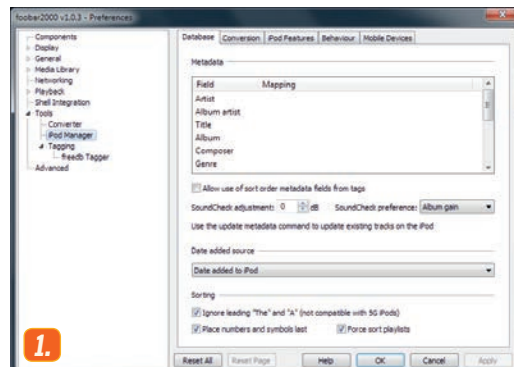 foobar2000 v1.0.3 - Preferences
Components
Display
General
Media Library
Networking
Playback
Shell Integration
Tools
Converter
iPod Manager
Tagging
freedb Tagger
Advanced
Database Conversion iPod Features Behaviour Mobile Devices
Metadata
Field Mapping
Artist
Album artist
Title
Album
Composer
Genre
Allow use of sort order metadata fields from tags
SoundCheck adjustment: 0 dB SoundCheck preference: Album gain
Use the update metadata command to update existing tracks on the iPod
Date added source
Date added to iPod
Sorting
Ignore leading "The" and "A" (not compatible with 5G iPods)
Place numbers and symbols last Force sort playlists
Reset All Reset Page Help OK Cancel Apply
1.